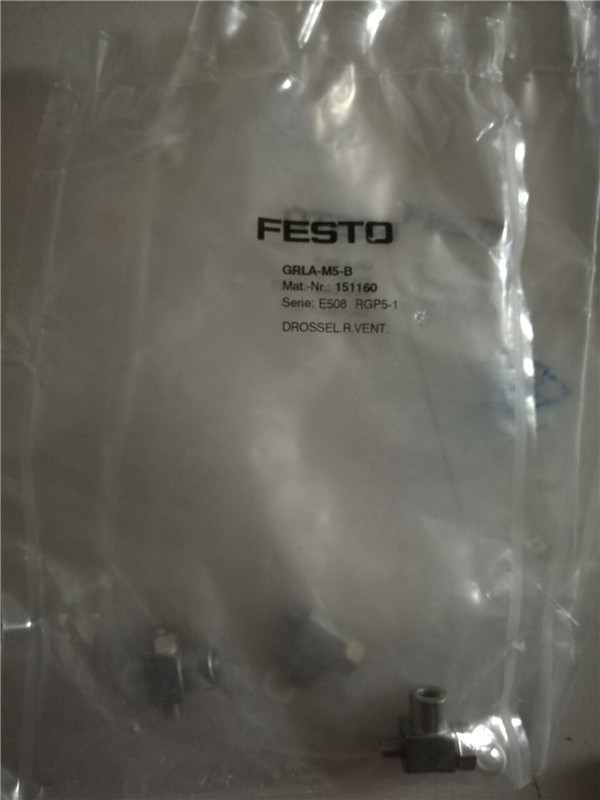 FESTO
GRLA-M5-B
Mat.-Nr.: 151160
Serie: E508 RGP5-1
DROSSEL.R.VENT.